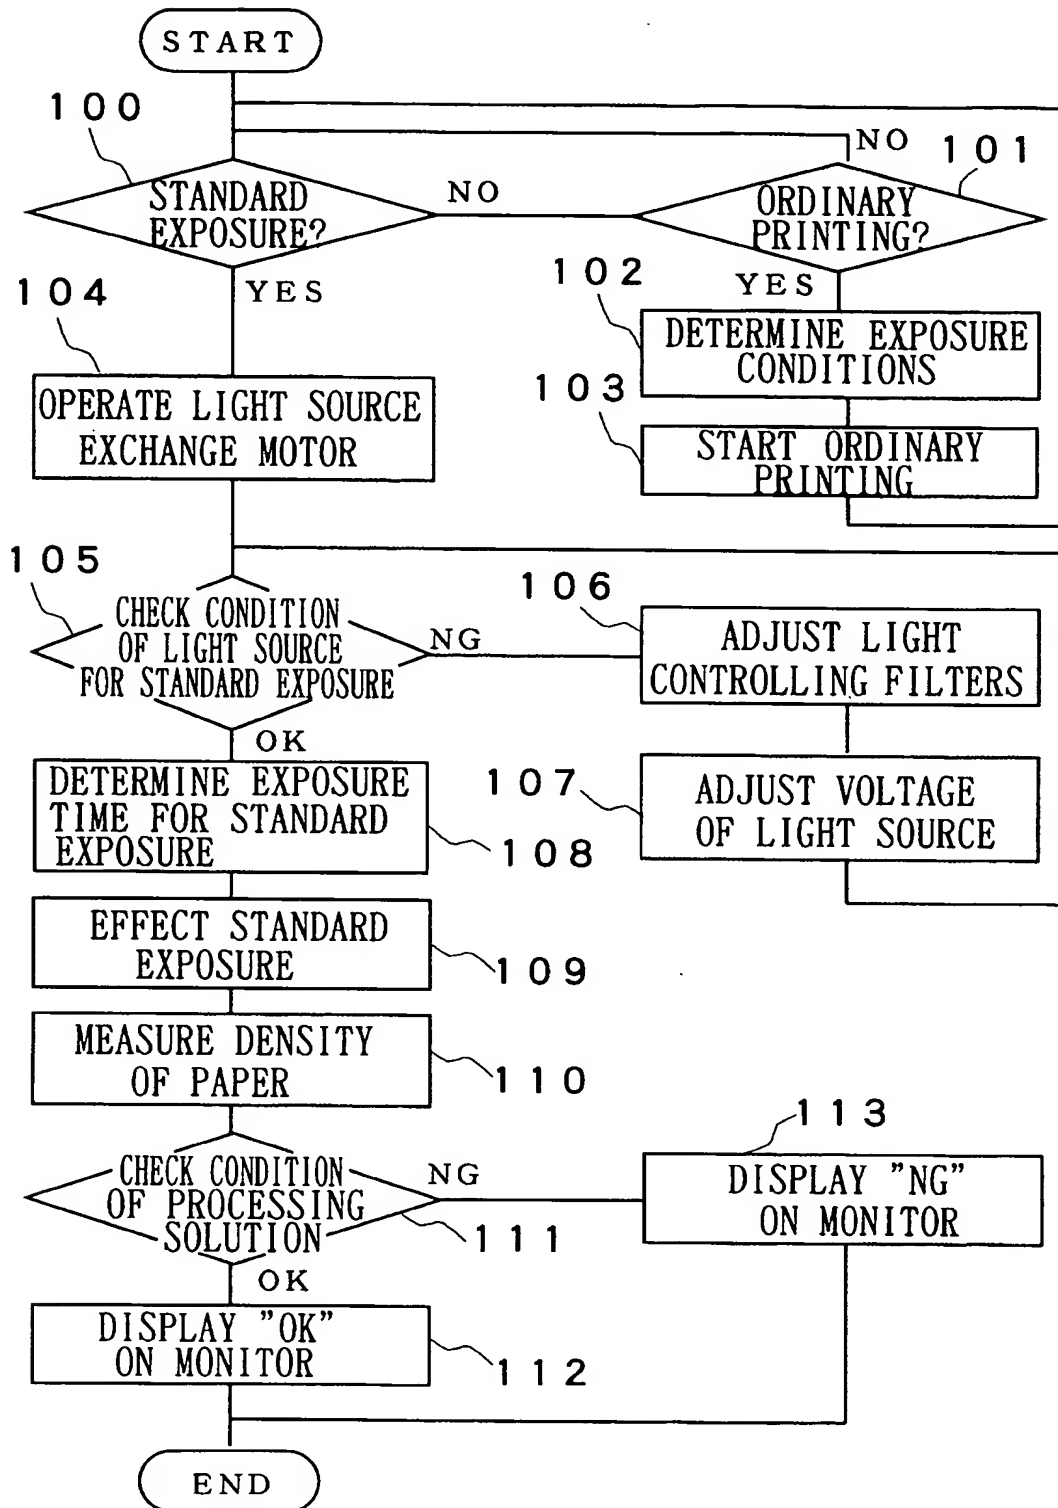 START
100
NO
101
STANDARD
EXPOSURE?
NO
ORDINARY
PRINTING?
104
YES
102
YES
DETERMINE EXPOSURE
CONDITIONS
103
OPERATE LIGHT SOURCE
EXCHANGE MOTOR
START ORDINARY
PRINTING
105
106
CHECK CONDITION
OF LIGHT SOURCE
FOR STANDARD EXPOSURE
NG
ADJUST LIGHT
CONTROLLING FILTERS
OK
DETERMINE EXPOSURE
TIME FOR STANDARD
EXPOSURE
108
107
ADJUST VOLTAGE
OF LIGHT SOURCE
EFFECT STANDARD
EXPOSURE
109
MEASURE DENSITY
OF PAPER
110
113
CHECK CONDITION
OF PROCESSING
SOLUTION
NG
111
DISPLAY "NG"
ON MONITOR
OK
DISPLAY "OK"
ON MONITOR
112
END